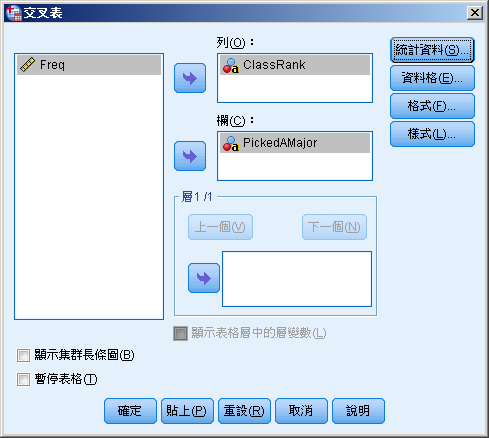 交叉表
列(O)：
Freq
ClassRank
統計資料(S)...
資料格(E)...
格式(F)...
樣式(L)...
欄(C)：
PickedAMajor
層1 /1
上一個(V)
下一個(N)
顯示表格層中的層變數(L)
顯示集群長條圖(B)
暫停表格(T)
確定
貼上(P)
重設(R)
取消
說明